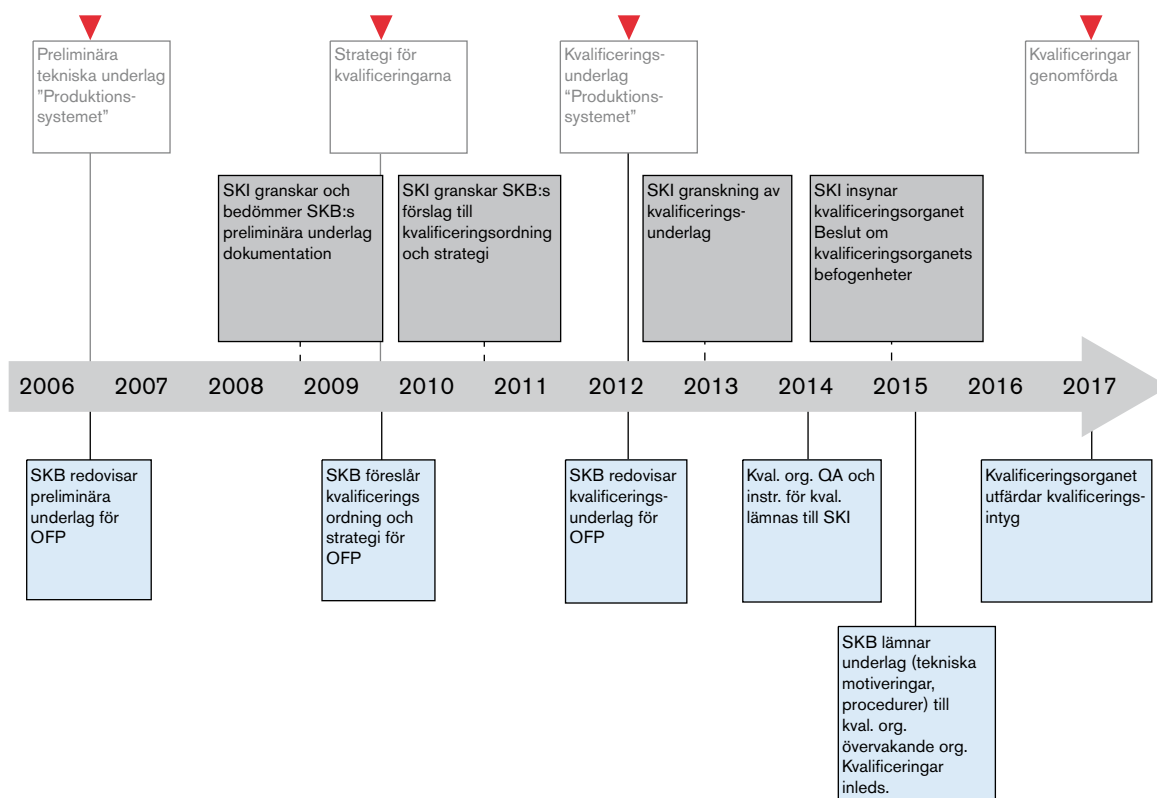 Preliminära
tekniska underlag
”Produktions-
systemet”
Strategi för
kvalificeringarna
Kvalificerings-
underlag
“Produktions-
systemet”
Kvalificeringar
genomförda
SKI granskar och
bedömmer SKB:s
preliminära underlag
dokumentation
SKI granskar SKB:s
förslag till
kvalificeringsordning
och strategi
SKI granskning av
kvalificerings-
underlag
SKI insynar
kvalificeringsorganet
Beslut om
kvalificeringsorganets
befogenheter
2006 2007 2008 2009 2010 2011 2012 2013 2014 2015 2016 2017
SKB redovisar
preliminära
underlag för
OFP
SKB föreslår
kvalificerings
ordning och
strategi för
OFP
SKB redovisar
kvalificerings-
underlag för
OFP
Kval. org. QA och
instr. för kval.
lämnas till SKI
Kvalificeringsorganet
utfärdar kvalificerings-
intyg
SKB lämnar
underlag (tekniska
motiveringar,
procedurer) till
kval. org.
övervakande org.
Kvalificeringar
inleds.